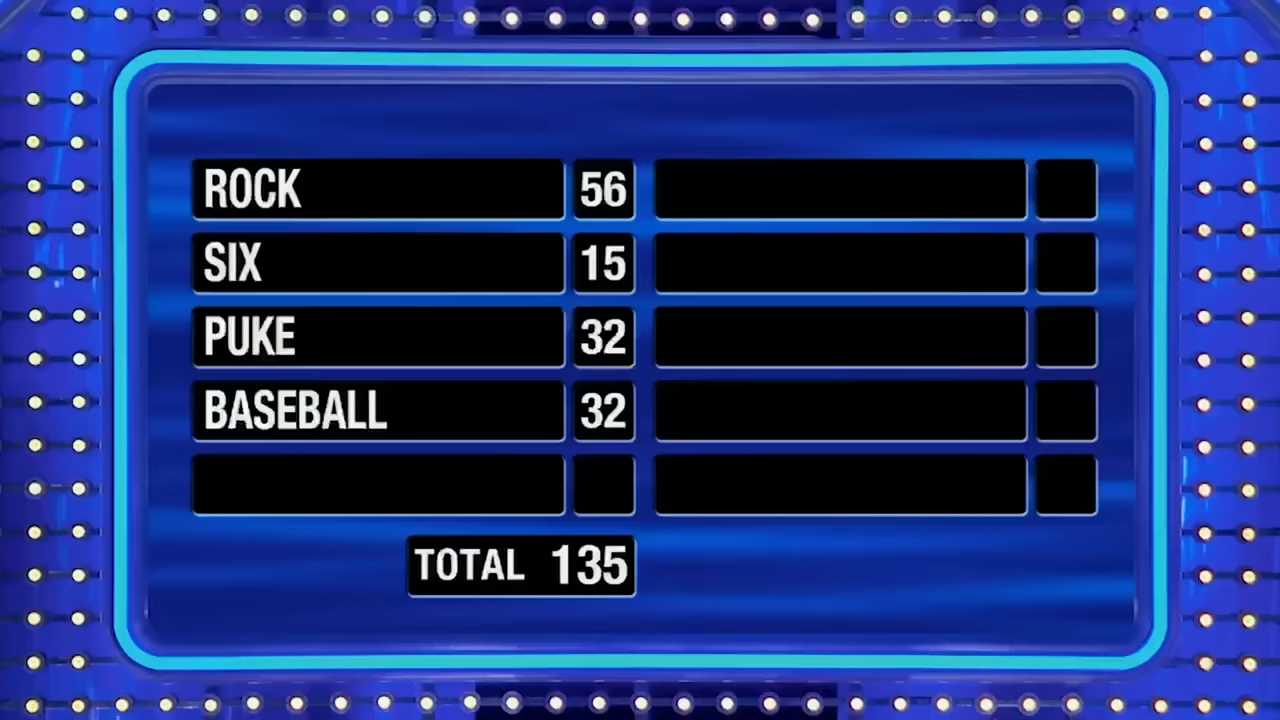 ROCK 56
SIX 15
PUKE 32
BASEBALL 32
TOTAL 135